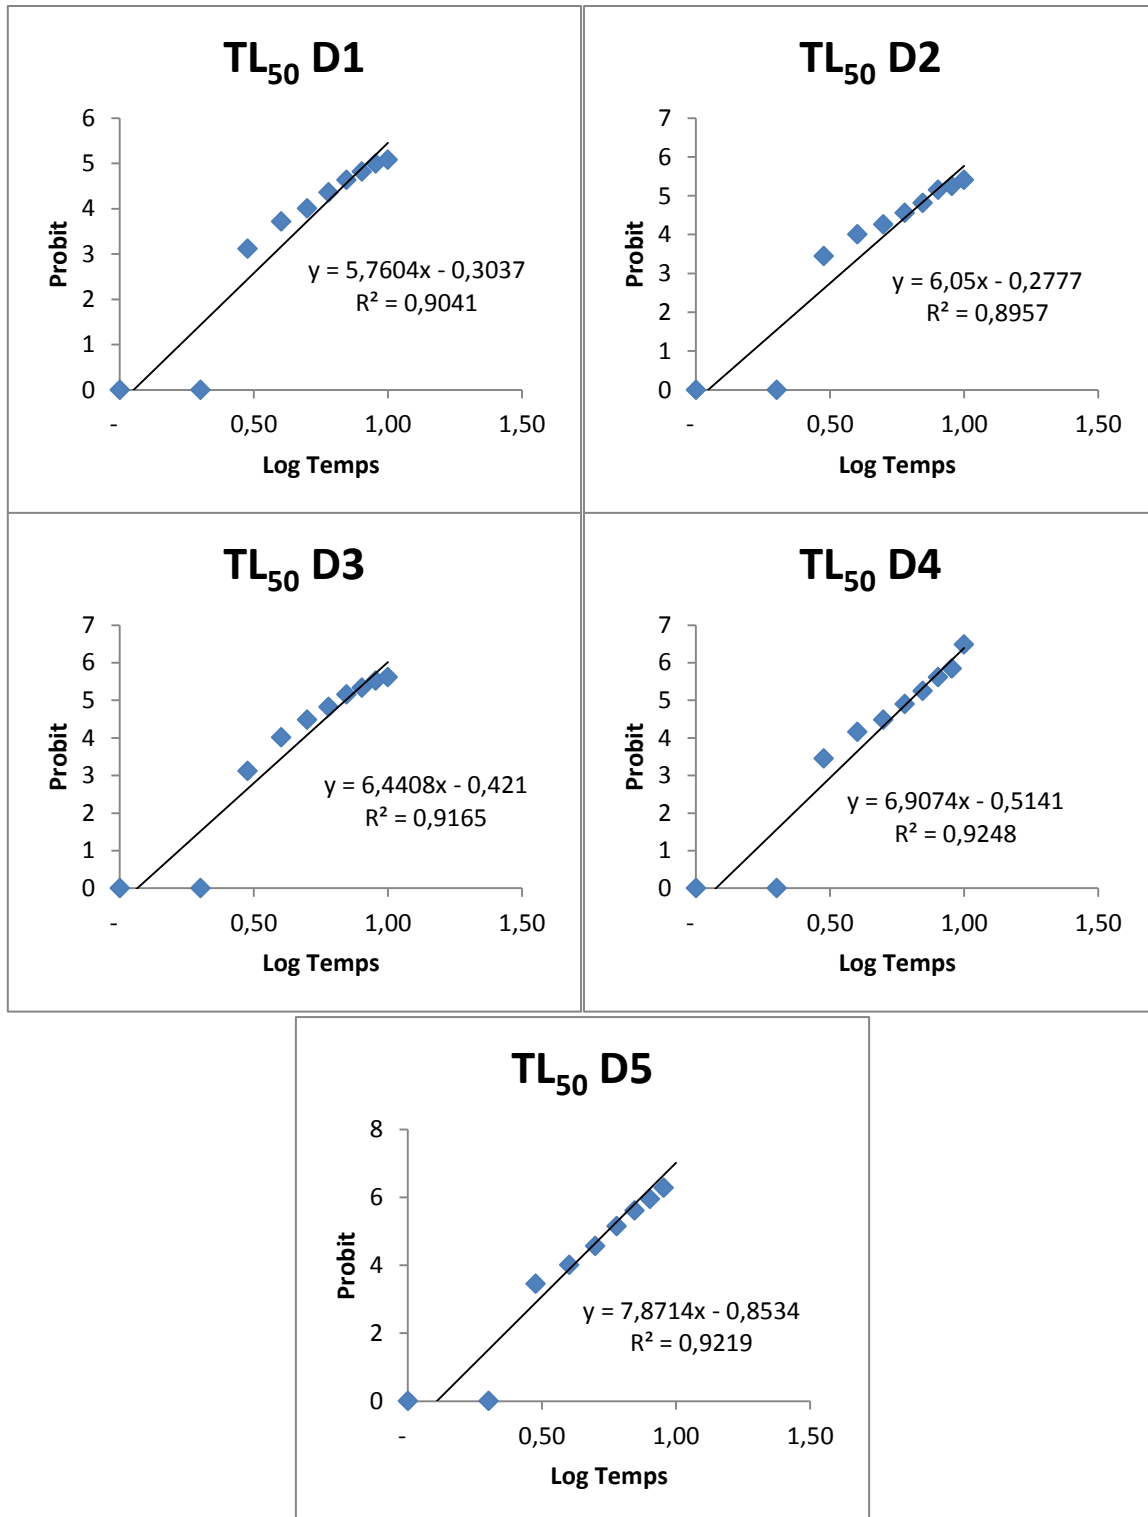 TL50 D1
6
5
4
3
2
1
0
Probit
y = 5,7604x - 0,3037
R² = 0,9041
- 0,50 1,00 1,50
Log Temps
TL50 D2
7
6
5
4
3
2
1
0
Probit
y = 6,05x - 0,2777
R² = 0,8957
- 0,50 1,00 1,50
Log Temps
TL50 D3
7
6
5
4
3
2
1
0
Probit
y = 6,4408x - 0,421
R² = 0,9165
- 0,50 1,00 1,50
Log Temps
TL50 D4
7
6
5
4
3
2
1
0
Probit
y = 6,9074x - 0,5141
R² = 0,9248
- 0,50 1,00 1,50
Log Temps
TL50 D5
8
6
4
2
0
Probit
y = 7,8714x - 0,8534
R² = 0,9219
- 0,50 1,00 1,50
Log Temps